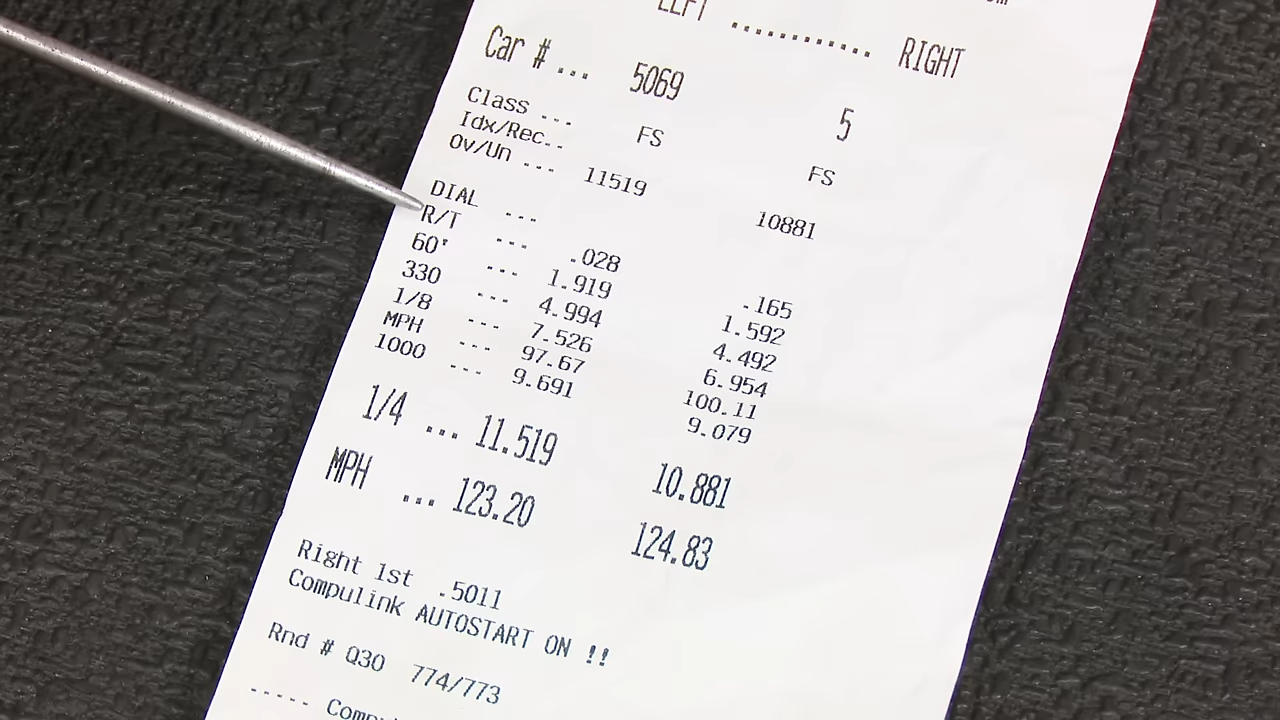 LEFT ............ RIGHT
Car # ... 5069 5
Class ... FS FS
Idx/Rec..
Ov/Un ... 11519 10881
DIAL ...
R/T ... .028 .165
60' ... 1.919 1.592
330 ... 4.994 4.492
1/8 ... 7.526 6.954
MPH ... 97.67 100.11
1000 ... 9.691 9.079
1/4 ... 11.519 10.881
MPH ... 123.20 124.83
Right 1st .5011
Compulink AUTOSTART ON !!
Rnd # Q30 774/773
-----